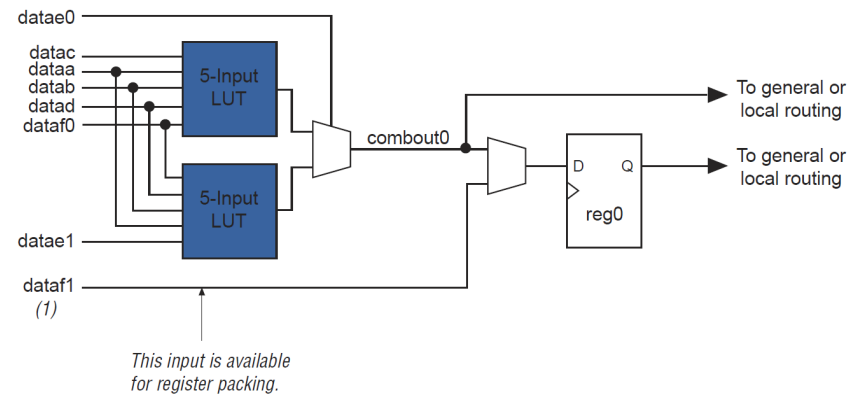 datae0
datac
dataa
datab
datad
dataf0
5-Input
LUT
combout0
To general or
local routing
D
Q
reg0
To general or
local routing
5-Input
LUT
datae1
dataf1
(1)
This input is available
for register packing.